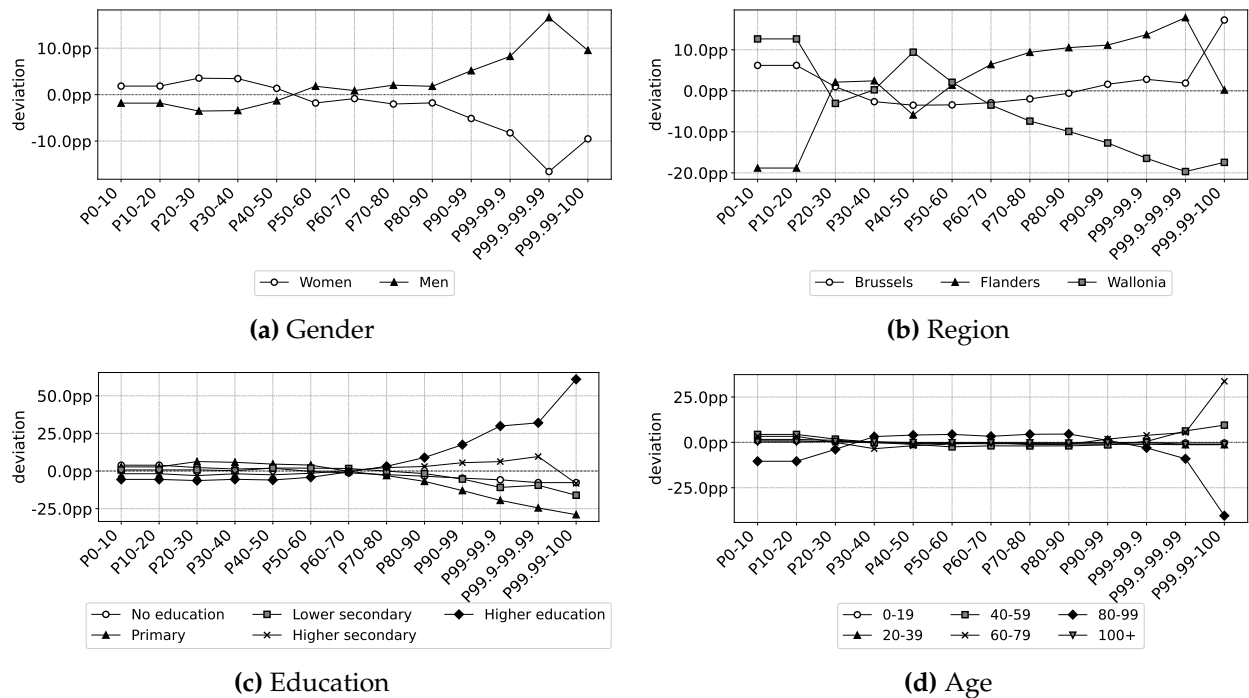 10.0pp
0.0pp
-10.0pp
deviation
P0-10
P10-20
P20-30
P30-40
P40-50
P50-60
P60-70
P70-80
P80-90
P90-99
P99-99.9
P99.9-99.99
P99.99-100
Women Men
(a) Gender
10.0pp
0.0pp
-10.0pp
-20.0pp
deviation
P0-10
P10-20
P20-30
P30-40
P40-50
P50-60
P60-70
P70-80
P80-90
P90-99
P99-99.9
P99.9-99.99
P99.99-100
Brussels Flanders Wallonia
(b) Region
50.0pp
25.0pp
0.0pp
-25.0pp
deviation
P0-10
P10-20
P20-30
P30-40
P40-50
P50-60
P60-70
P70-80
P80-90
P90-99
P99-99.9
P99.9-99.99
P99.99-100
No education Lower secondary Higher education
Primary Higher secondary
(c) Education
25.0pp
0.0pp
-25.0pp
deviation
P0-10
P10-20
P20-30
P30-40
P40-50
P50-60
P60-70
P70-80
P80-90
P90-99
P99-99.9
P99.9-99.99
P99.99-100
0-19 40-59 80-99
20-39 60-79 100+
(d) Age